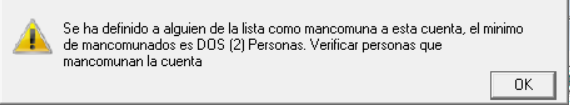 Se ha definido a alguien de la lista como mancomuna a esta cuenta, el minimo
de mancomunados es DOS (2) Personas. Verificar personas que
mancomunan la cuenta
OK